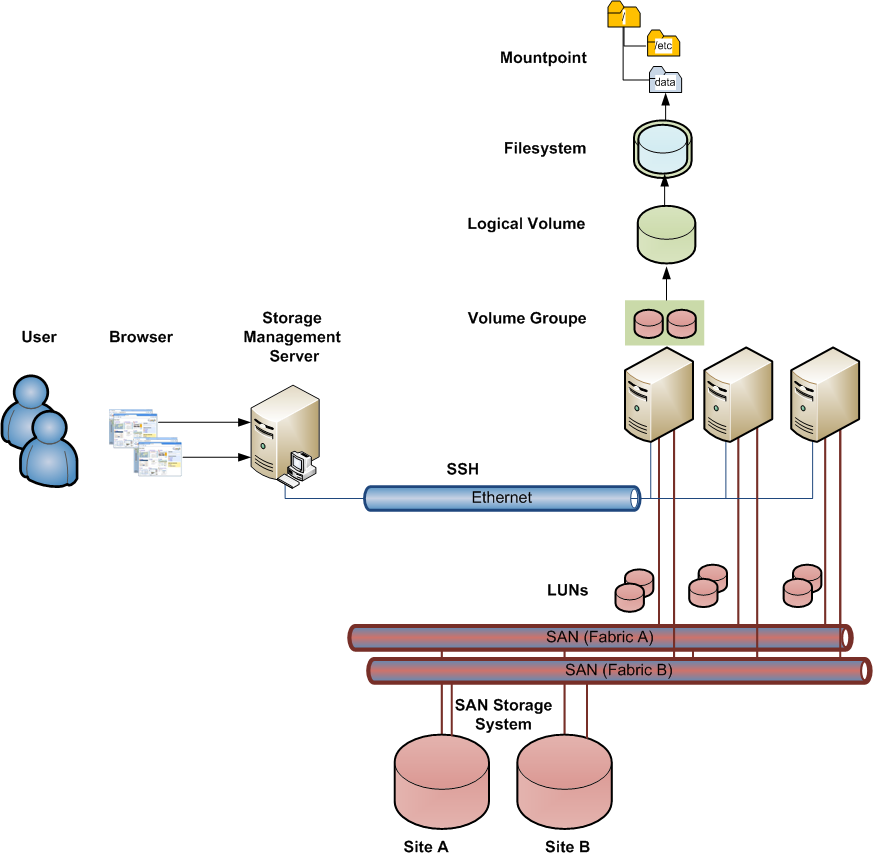 /
/etc
Mountpoint
data
Filesystem
Logical Volume
Volume Groupe
User
Browser
Storage
Management
Server
SSH
Ethernet
LUNs
SAN (Fabric A)
SAN (Fabric B)
SAN Storage
System
Site A
Site B